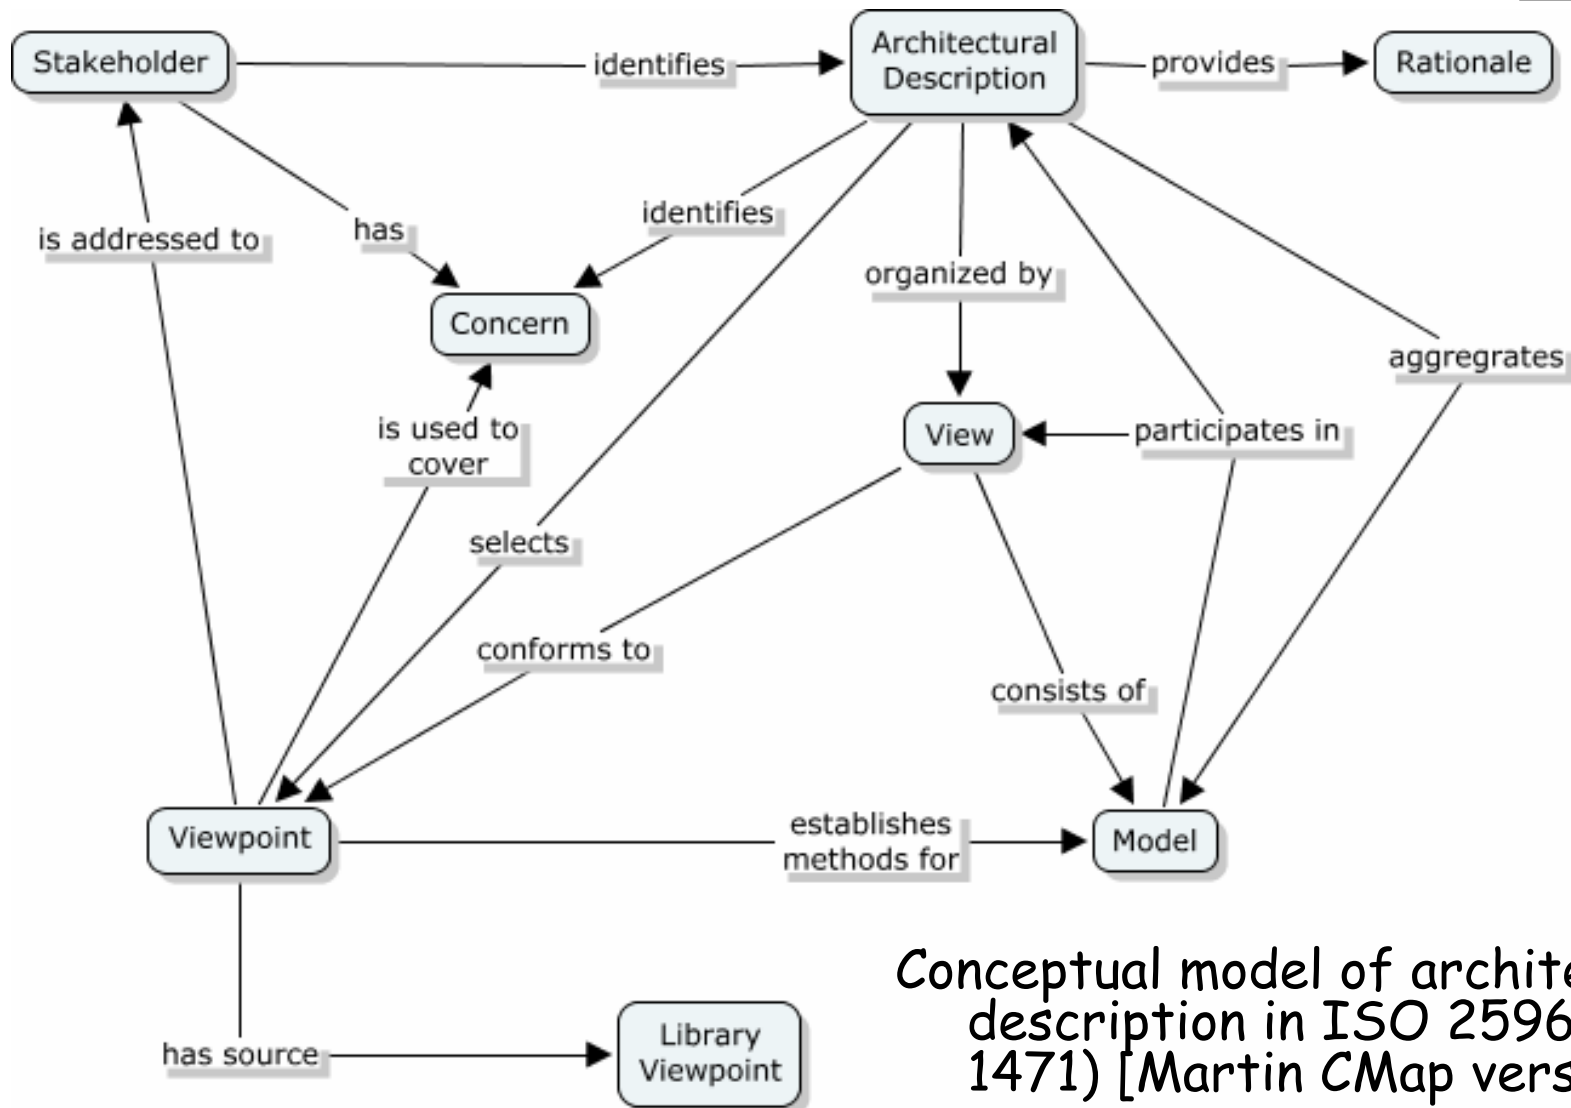 Stakeholder
identifies
Architectural
Description
provides
Rationale
is addressed to
has
identifies
organized by
Concern
aggregrates
is used to
cover
View
participates in
selects
conforms to
consists of
Viewpoint
establishes
methods for
Model
Conceptual model of archite
description in ISO 2596
1471) [Martin CMap vers
has source
Library
Viewpoint